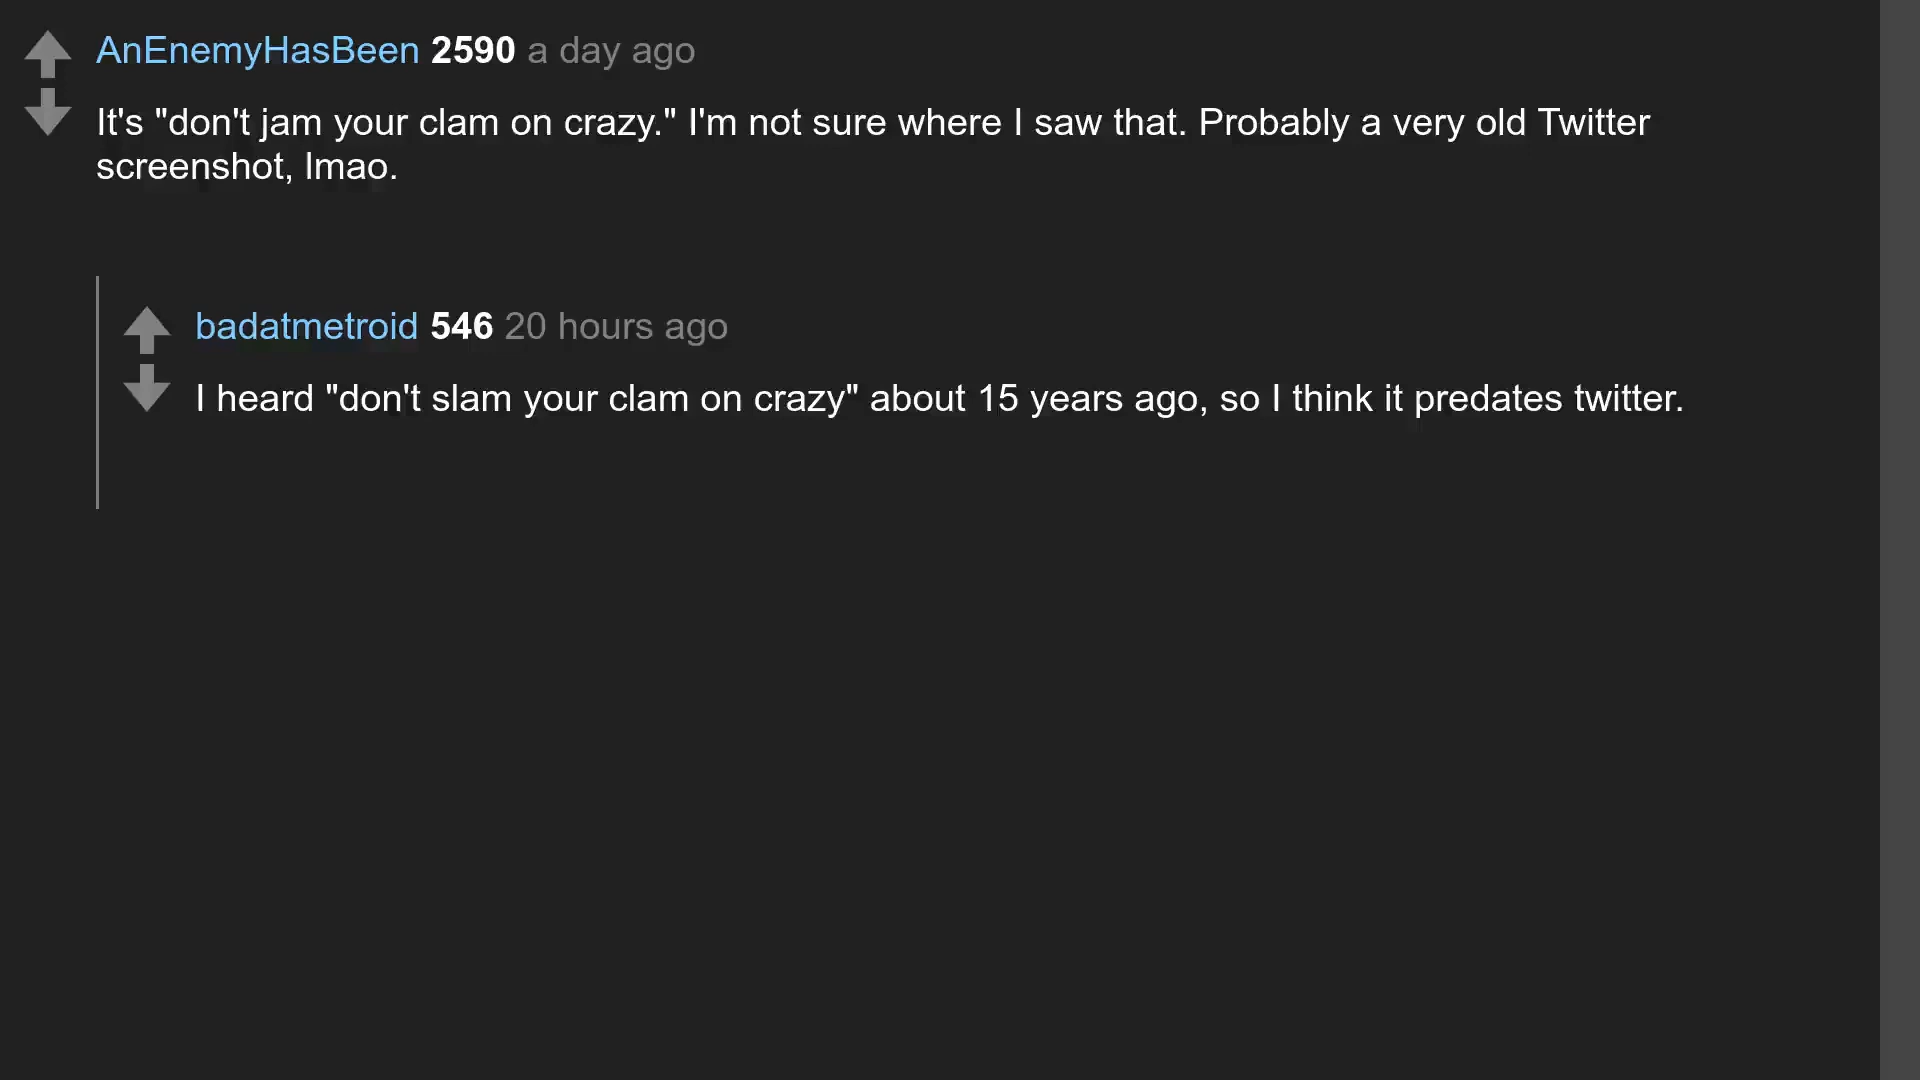 AnEnemyHasBeen 2590 a day ago
It's "don't jam your clam on crazy." I'm not sure where I saw that. Probably a very old Twitter
screenshot, lmao.
badatmetroid 546 20 hours ago
I heard "don't slam your clam on crazy" about 15 years ago, so I think it predates twitter.